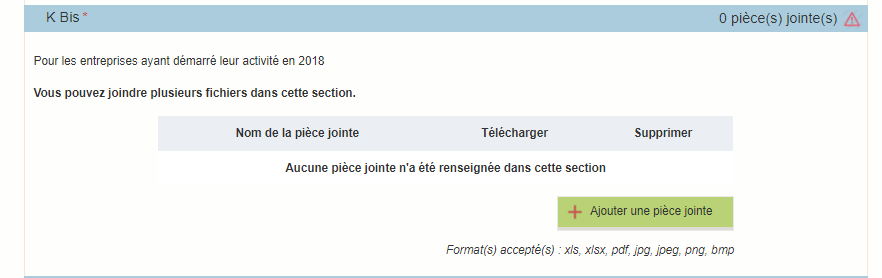 K Bis * 0 pièce(s) jointe(s)
Pour les entreprises ayant démarré leur activité en 2018
Vous pouvez joindre plusieurs fichiers dans cette section.
Nom de la pièce jointe Télécharger Supprimer
Aucune pièce jointe n'a été renseignée dans cette section
Ajouter une pièce jointe
Format(s) accepté(s) : xls, xlsx, pdf, jpg, jpeg, png, bmp